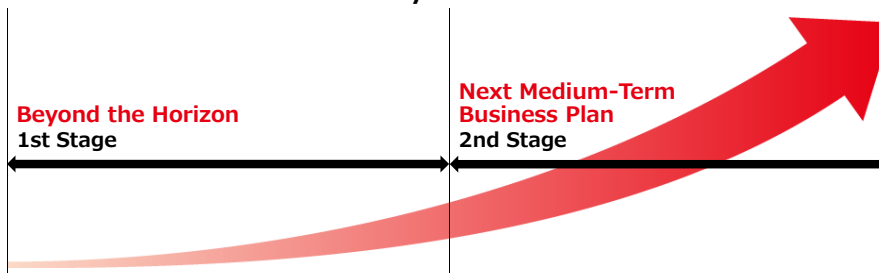 Beyond the Horizon
1st Stage
Next Medium-Term
Business Plan
2nd Stage